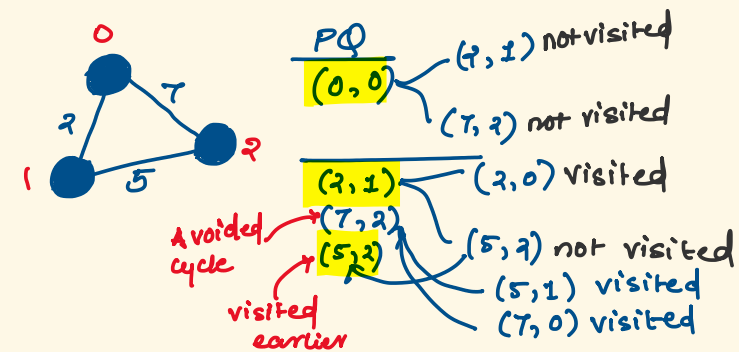 0
PQ
(2, 1) not visited
(0, 0)
7
2
(7, 2) not visited
2
1
5
(2, 1)
(2, 0) visited
(7, 2)
Avoided
cycle
(5, 2)
(5, 2) not visited
(5, 1) visited
visited
earlier
(7, 0) visited